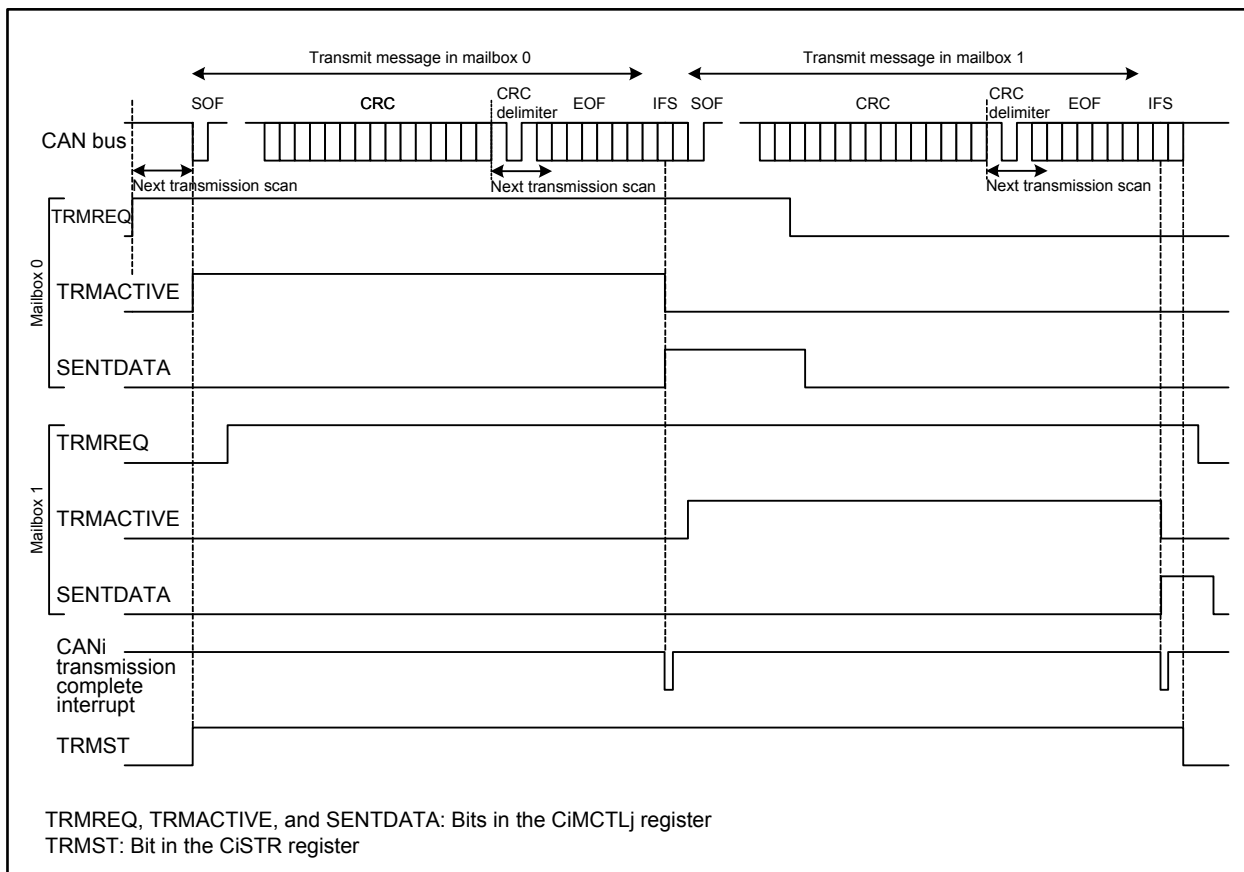 Transmit message in mailbox 0
Transmit message in mailbox 1
SOF
CRC
CRC
delimiter
EOF
IFS
SOF
CRC
CRC
delimiter
EOF
IFS
CAN bus
Next transmission scan
Next transmission scan
Next transmission scan
Mailbox 0
TRMREQ
TRMACTIVE
SENTDATA
Mailbox 1
TRMREQ
TRMACTIVE
SENTDATA
CANi
transmission
complete
interrupt
TRMST
TRMREQ, TRMACTIVE, and SENTDATA: Bits in the CiMCTLj register
TRMST: Bit in the CiSTR register